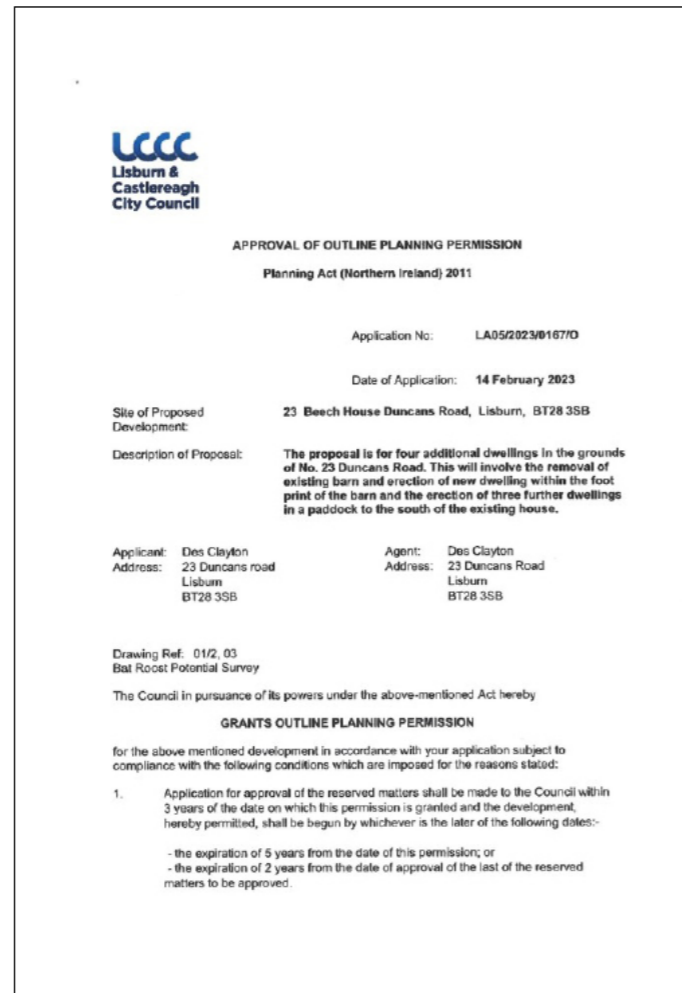 LCCC
Lisburn &
Castlereagh
City Council
APPROVAL OF OUTLINE PLANNING PERMISSION
Planning Act (Northern Ireland) 2011
Application No: LA05/2023/0167/O
Date of Application: 14 February 2023
Site of Proposed Development: 23 Beech House Duncans Road, Lisburn, BT28 3SB
Description of Proposal: The proposal is for four additional dwellings in the grounds
of No. 23 Duncans Road. This will involve the removal of
existing barn and erection of new dwelling within the foot
print of the barn and the erection of three further dwellings
in a paddock to the south of the existing house.
Applicant: Des Clayton Agent: Des Clayton
Address: 23 Duncans road Address: 23 Duncans Road
Lisburn Lisburn
BT28 3SB BT28 3SB
Drawing Ref: 01/2, 03
Bat Roost Potential Survey
The Council in pursuance of its powers under the above-mentioned Act hereby
GRANTS OUTLINE PLANNING PERMISSION
for the above mentioned development in accordance with your application subject to
compliance with the following conditions which are imposed for the reasons stated:
1. Application for approval of the reserved matters shall be made to the Council within
3 years of the date on which this permission is granted and the development,
hereby permitted, shall be begun by whichever is the later of the following dates:-
- the expiration of 5 years from the date of this permission; or
- the expiration of 2 years from the date of approval of the last of the reserved
matters to be approved.